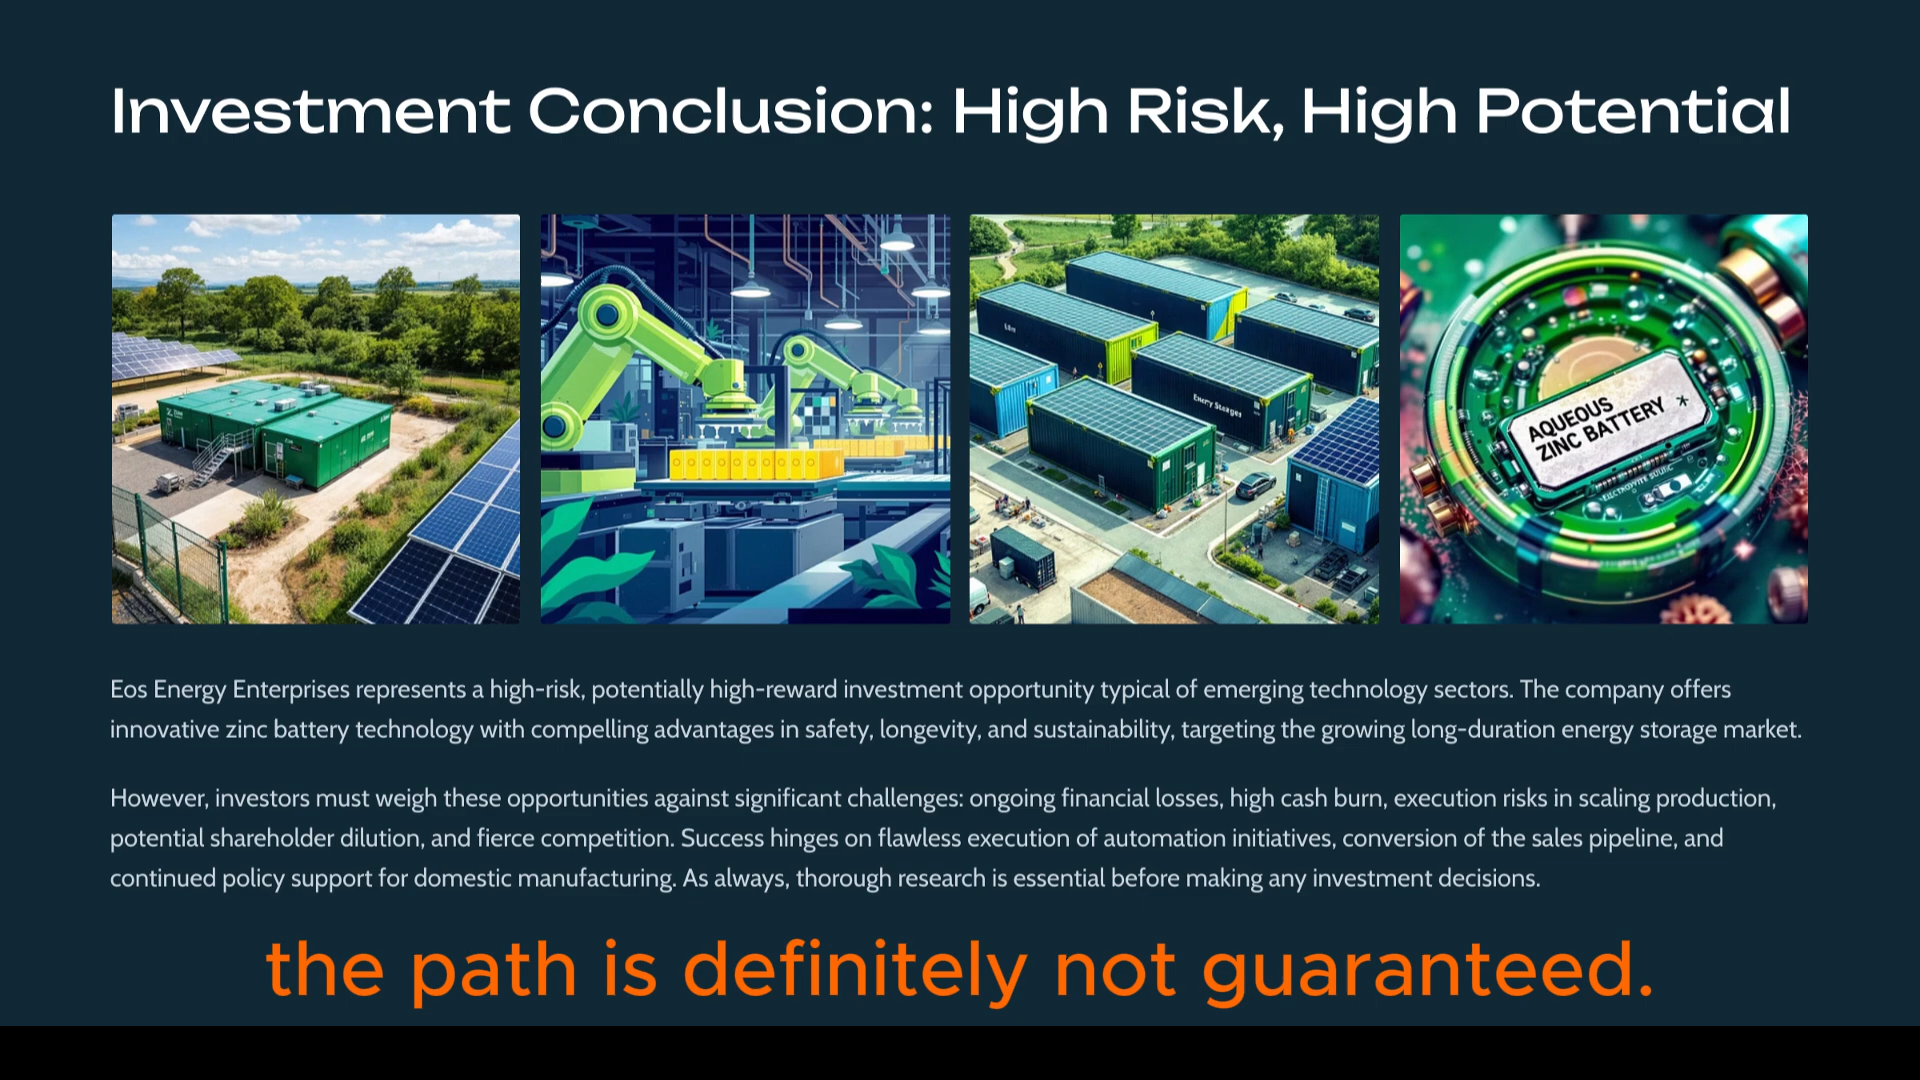 Investment Conclusion: High Risk, High Potential
Energy Storages
AQUEOUS
ZINC BATTERY
Eos Energy Enterprises represents a high-risk, potentially high-reward investment opportunity typical of emerging technology sectors. The company offers
innovative zinc battery technology with compelling advantages in safety, longevity, and sustainability, targeting the growing long-duration energy storage market.
However, investors must weigh these opportunities against significant challenges: ongoing financial losses, high cash burn, execution risks in scaling production,
potential shareholder dilution, and fierce competition. Success hinges on flawless execution of automation initiatives, conversion of the sales pipeline, and
continued policy support for domestic manufacturing. As always, thorough research is essential before making any investment decisions.
the path is definitely not guaranteed.